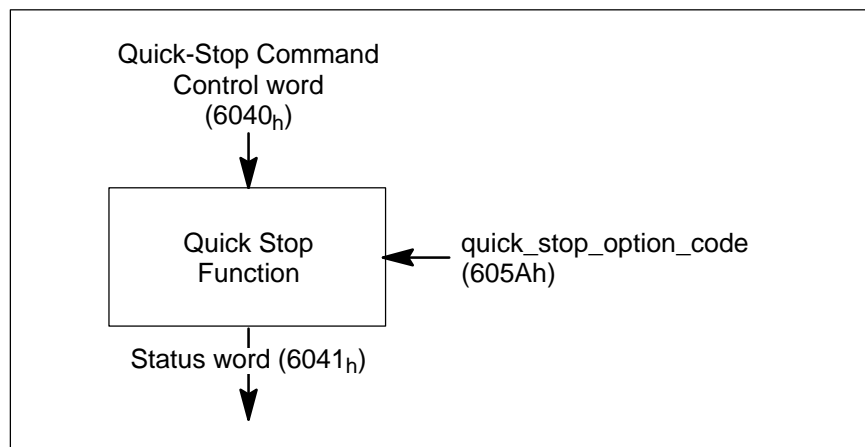 Quick-Stop Command
Control word
(6040h)
Quick Stop
Function
quick_stop_option_code
(605Ah)
Status word (6041h)